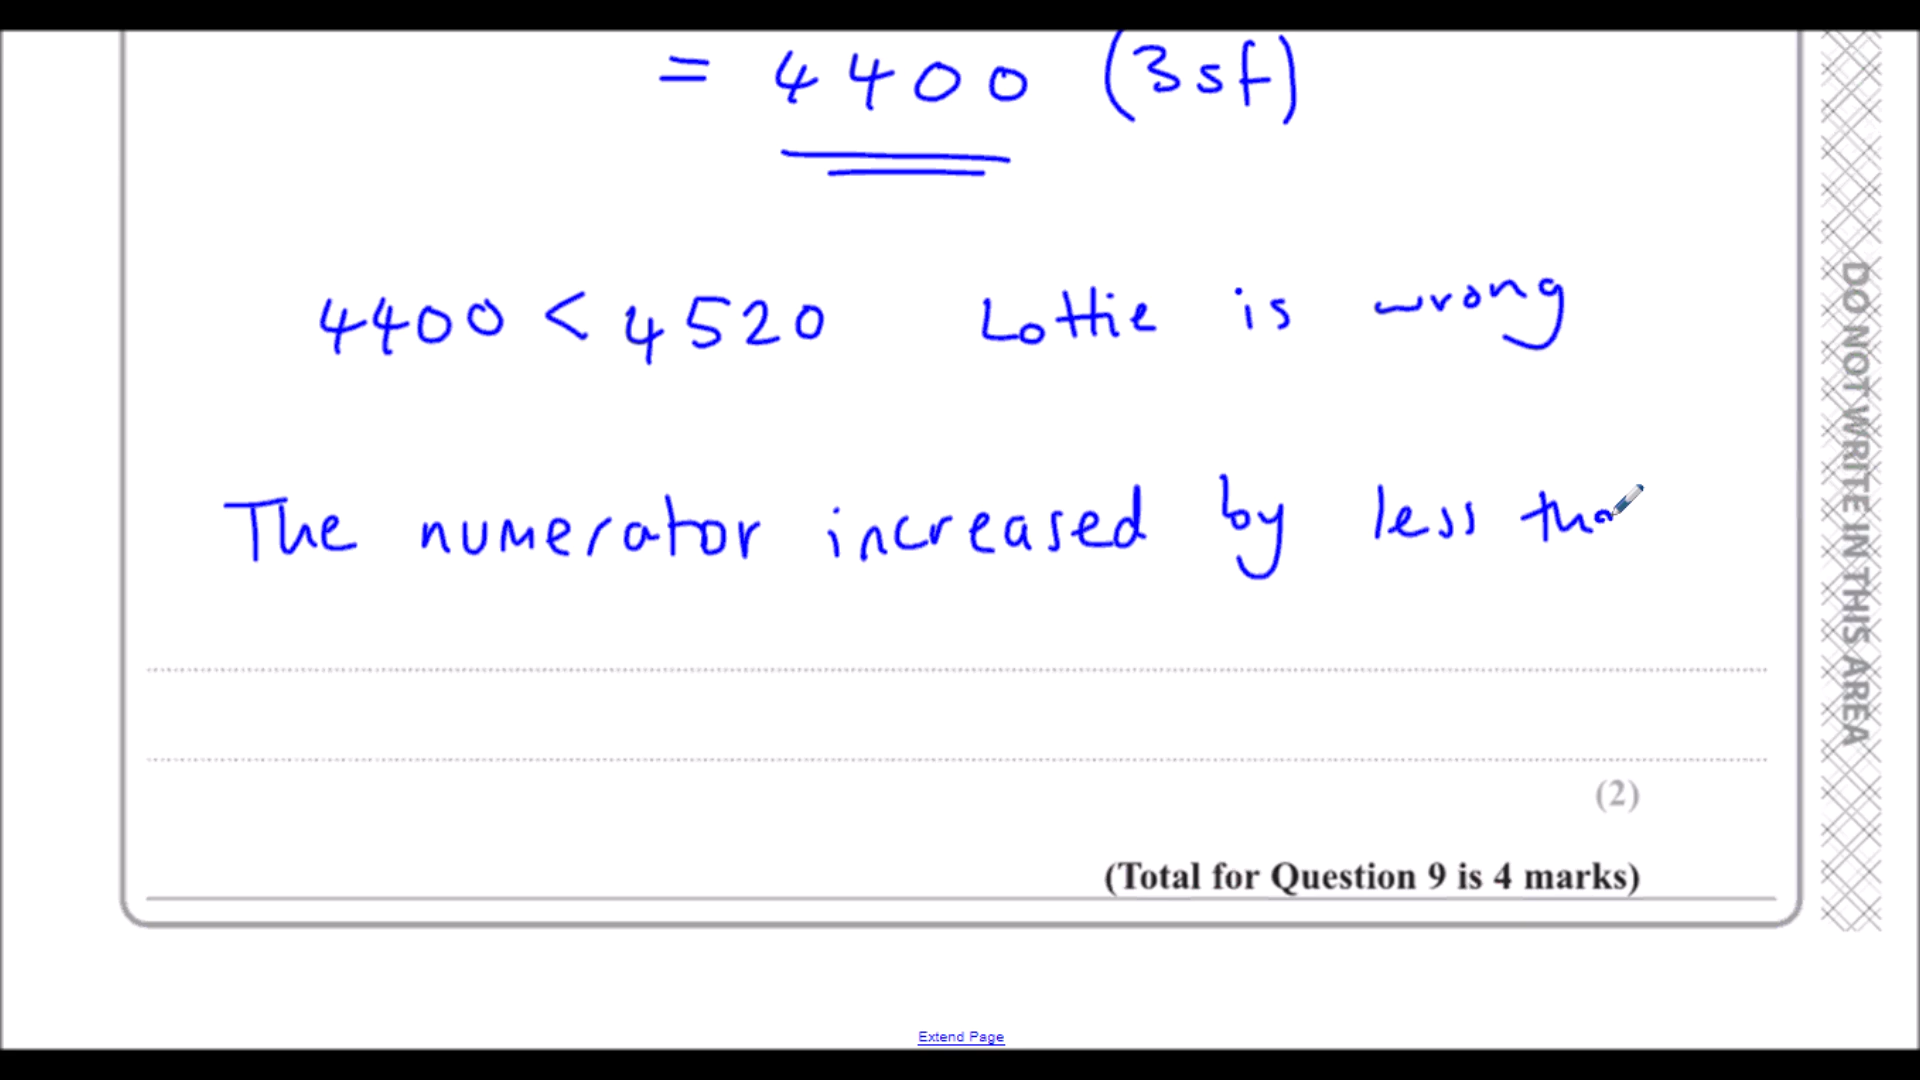 = 4400 (3sf)
4400 < 4520 Lottie is wrong
The numerator increased by less tha
(2)
(Total for Question 9 is 4 marks)
DO NOT WRITE IN THIS AREA
Extend Page